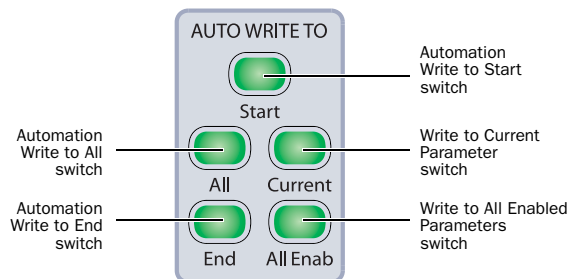 AUTO WRITE TO
Automation
Write to Start
switch
Start
Automation
Write to All
switch
Write to Current
Parameter
switch
All
Current
Automation
Write to End
switch
Write to All Enabled
Parameters
switch
End
All Enab